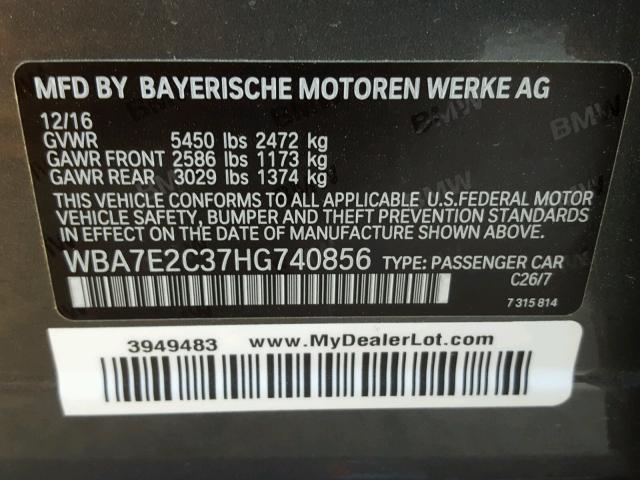 MFD BY BAYERISCHE MOTOREN WERKE AG
12/16
GVWR 5450 lbs 2472 kg
GAWR FRONT 2586 lbs 1173 kg
GAWR REAR 3029 lbs 1374 kg
THIS VEHICLE CONFORMS TO ALL APPLICABLE U.S.FEDERAL MOTOR
VEHICLE SAFETY, BUMPER AND THEFT PREVENTION STANDARDS
IN EFFECT ON THE DATE OF MANUFACTURE SHOWN ABOVE.
WBA7E2C37HG740856 TYPE: PASSENGER CAR
C26/7
7 315 814
BMW
BMW
3949483 www.MyDealerLot.com